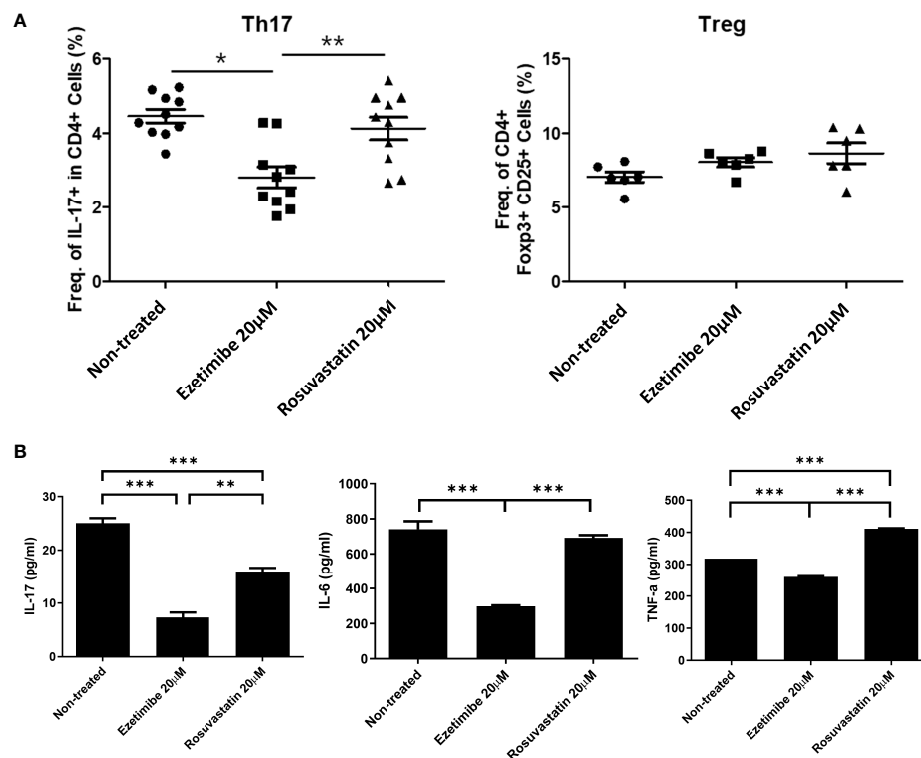 A
Th17
Freq. of IL-17+ in CD4+ Cells (%)
6
4
2
0
*
**
Non-treated
Ezetimibe 20μM
Rosuvastatin 20μM
Treg
Freq. of CD4+
Foxp3+ CD25+ Cells (%)
15
10
5
0
Non-treated
Ezetimibe 20μM
Rosuvastatin 20μM
B
IL-17 (pg/ml)
30
20
10
0
***
***
**
Non-treated
Ezetimibe 20μM
Rosuvastatin 20μM
IL-6 (pg/ml)
1000
800
600
400
200
0
***
***
Non-treated
Ezetimibe 20μM
Rosuvastatin 20μM
TNF-a (pg/ml)
500
400
300
200
100
0
***
***
***
Non-treated
Ezetimibe 20μM
Rosuvastatin 20μM